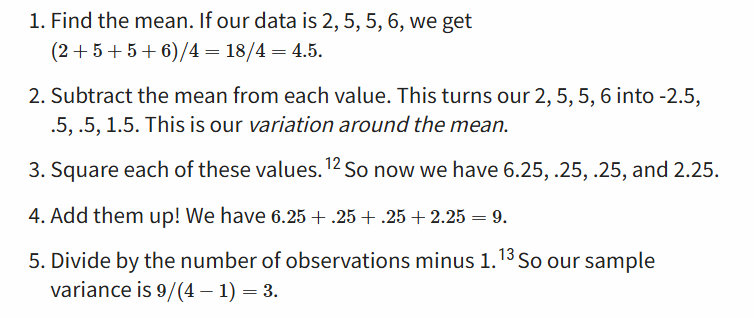 1. Find the mean. If our data is 2, 5, 5, 6, we get
(2 + 5 + 5 + 6)/4 = 18/4 = 4.5.
2. Subtract the mean from each value. This turns our 2, 5, 5, 6 into -2.5,
.5, .5, 1.5. This is our variation around the mean.
3. Square each of these values.12 So now we have 6.25, .25, .25, and 2.25.
4. Add them up! We have 6.25 + .25 + .25 + 2.25 = 9.
5. Divide by the number of observations minus 1.13 So our sample
variance is 9/(4 − 1) = 3.